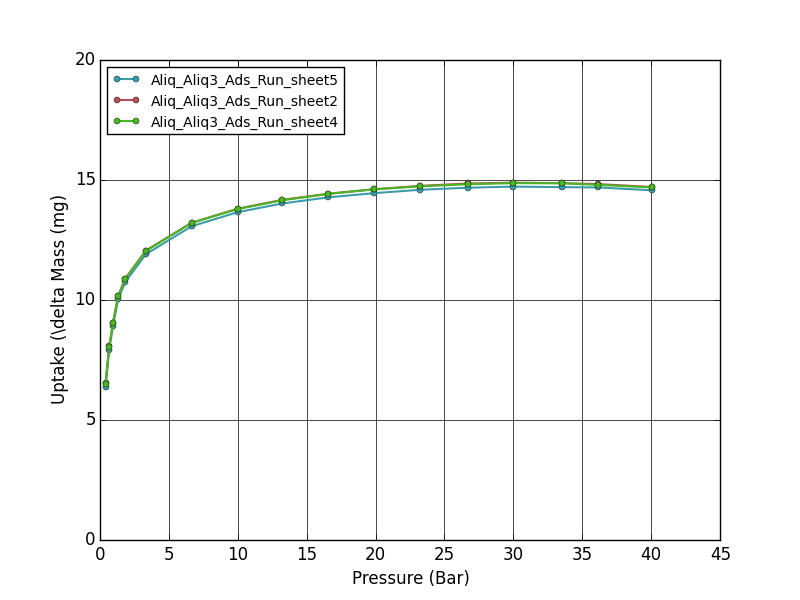 20
15
10
5
0
Uptake (\delta Mass (mg)
Aliq_Aliq3_Ads_Run_sheet5
Aliq_Aliq3_Ads_Run_sheet2
Aliq_Aliq3_Ads_Run_sheet4
0 5 10 15 20 25 30 35 40 45
Pressure (Bar)